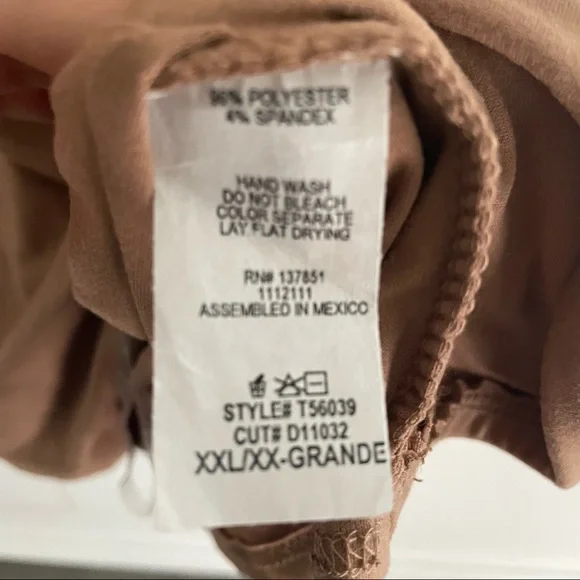 96% POLYESTER
4% SPANDEX
HAND WASH
DO NOT BLEACH
COLOR SEPARATE
LAY FLAT DRYING
RN# 137851
1112111
ASSEMBLED IN MEXICO
STYLE# T56039
CUT# D11032
XXL/XX-GRANDE